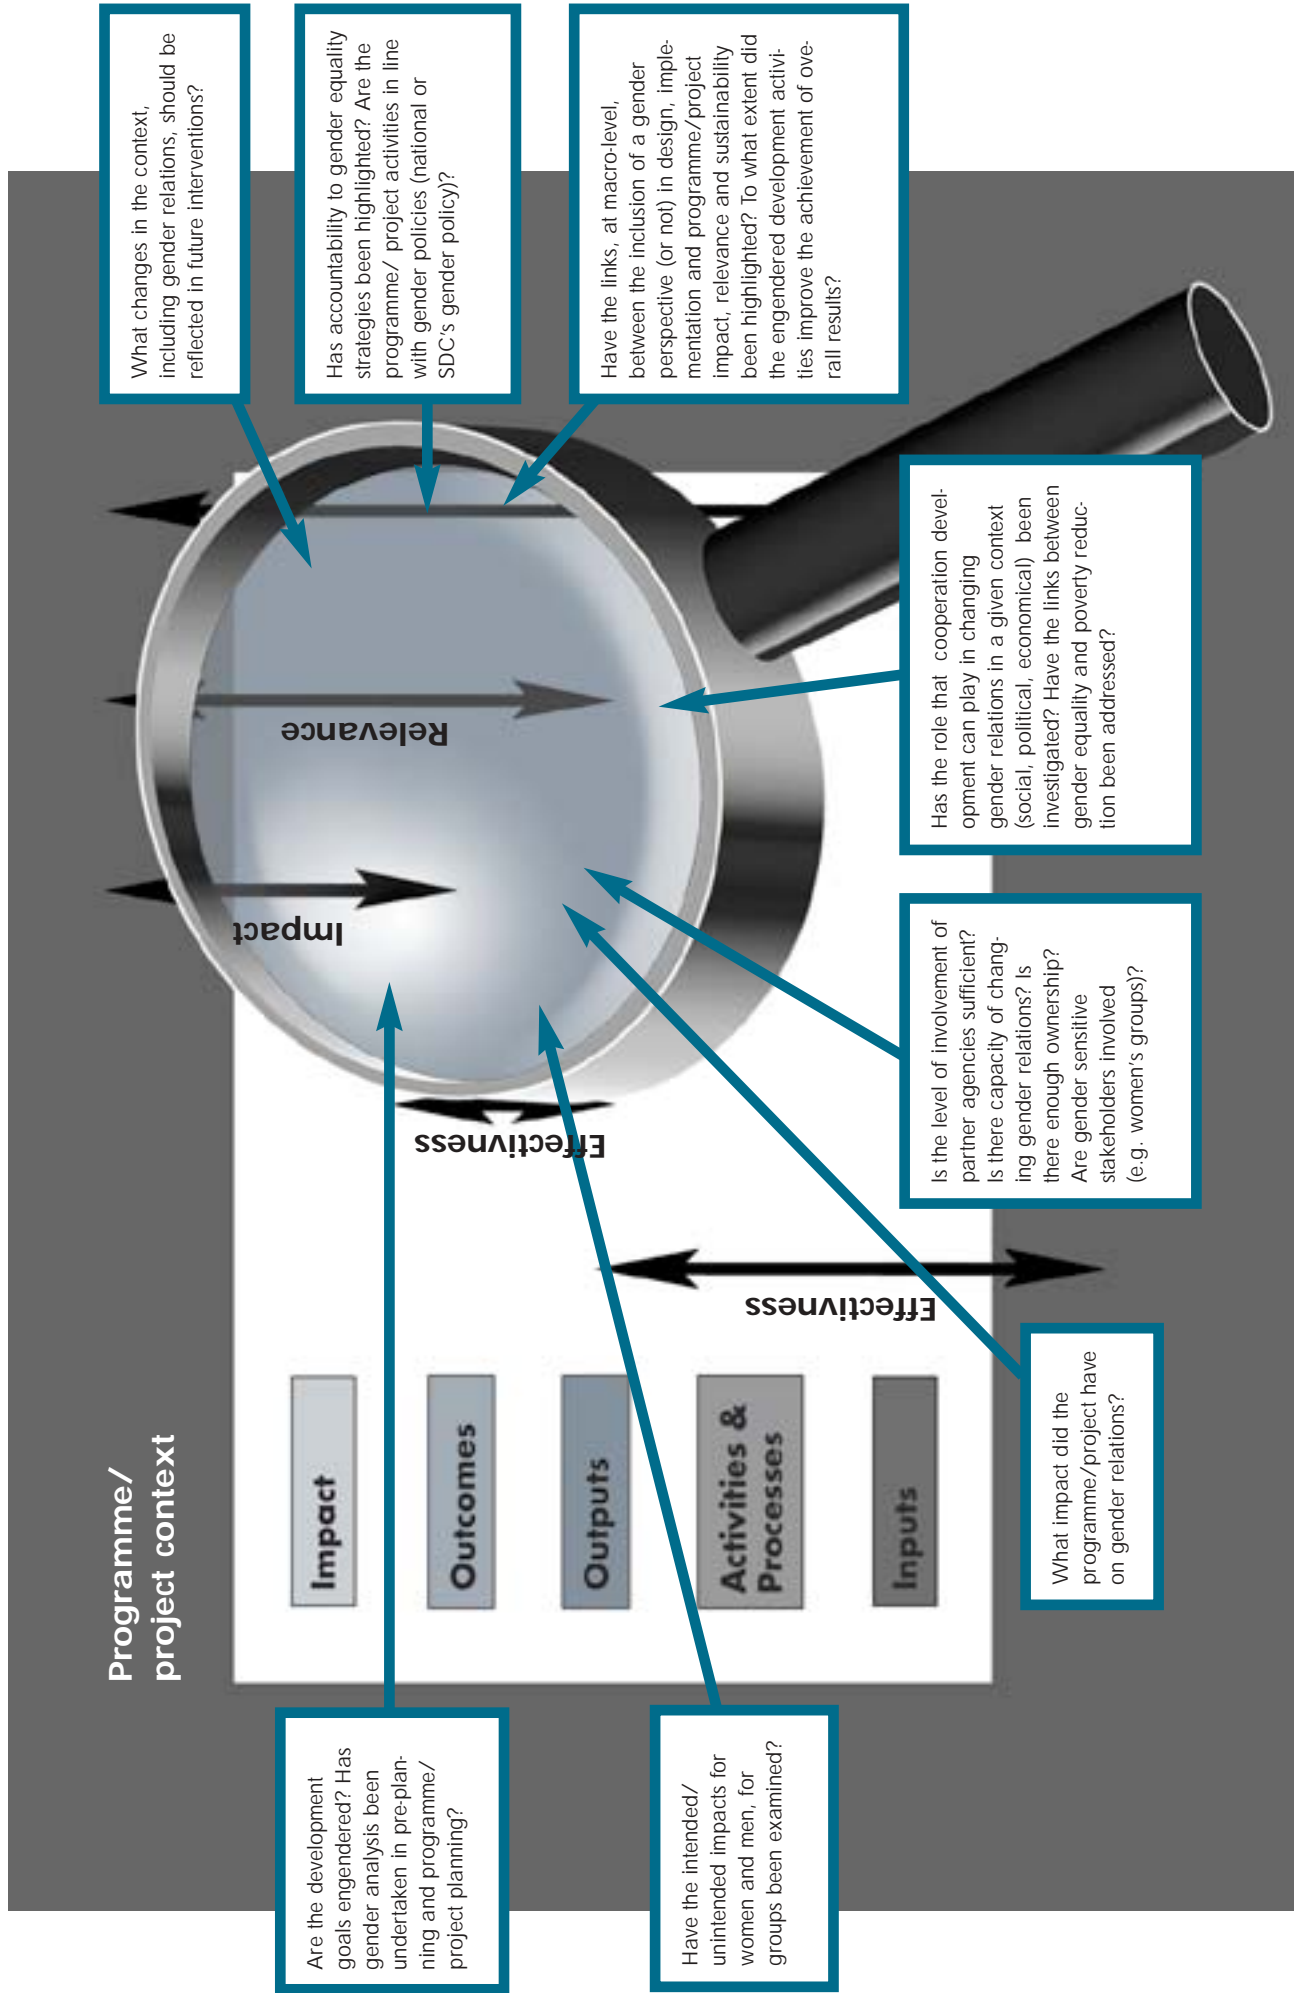 Programme/
project context
What changes in the context,
including gender relations, should be
reflected in future interventions?
Has accountability to gender equality
strategies been highlighted? Are the
programme/ project activities in line
with gender policies (national or
SDC's gender policy)?
Have the links, at macro-level,
between the inclusion of a gender
perspective (or not) in design, imple-
mentation and programme/project
impact, relevance and sustainability
been highlighted? To what extent did
the engendered development activi-
ties improve the achievement of ove-
rall results?
Are the development
goals engendered? Has
gender analysis been
undertaken in pre-plan-
ning and programme/
project planning?
Have the intended/
unintended impacts for
women and men, for
groups been examined?
Impact
Outcomes
Outputs
Activities &
Processes
Inputs
Effectivness
Effectivness
Impact
Relevance
What impact did the
programme/project have
on gender relations?
Is the level of involvement of
partner agencies sufficient?
Is there capacity of chang-
ing gender relations? Is
there enough ownership?
Are gender sensitive
stakeholders involved
(e.g. women's groups)?
Has the role that cooperation devel-
opment can play in changing
gender relations in a given context
(social, political, economical) been
investigated? Have the links between
gender equality and poverty reduc-
tion been addressed?